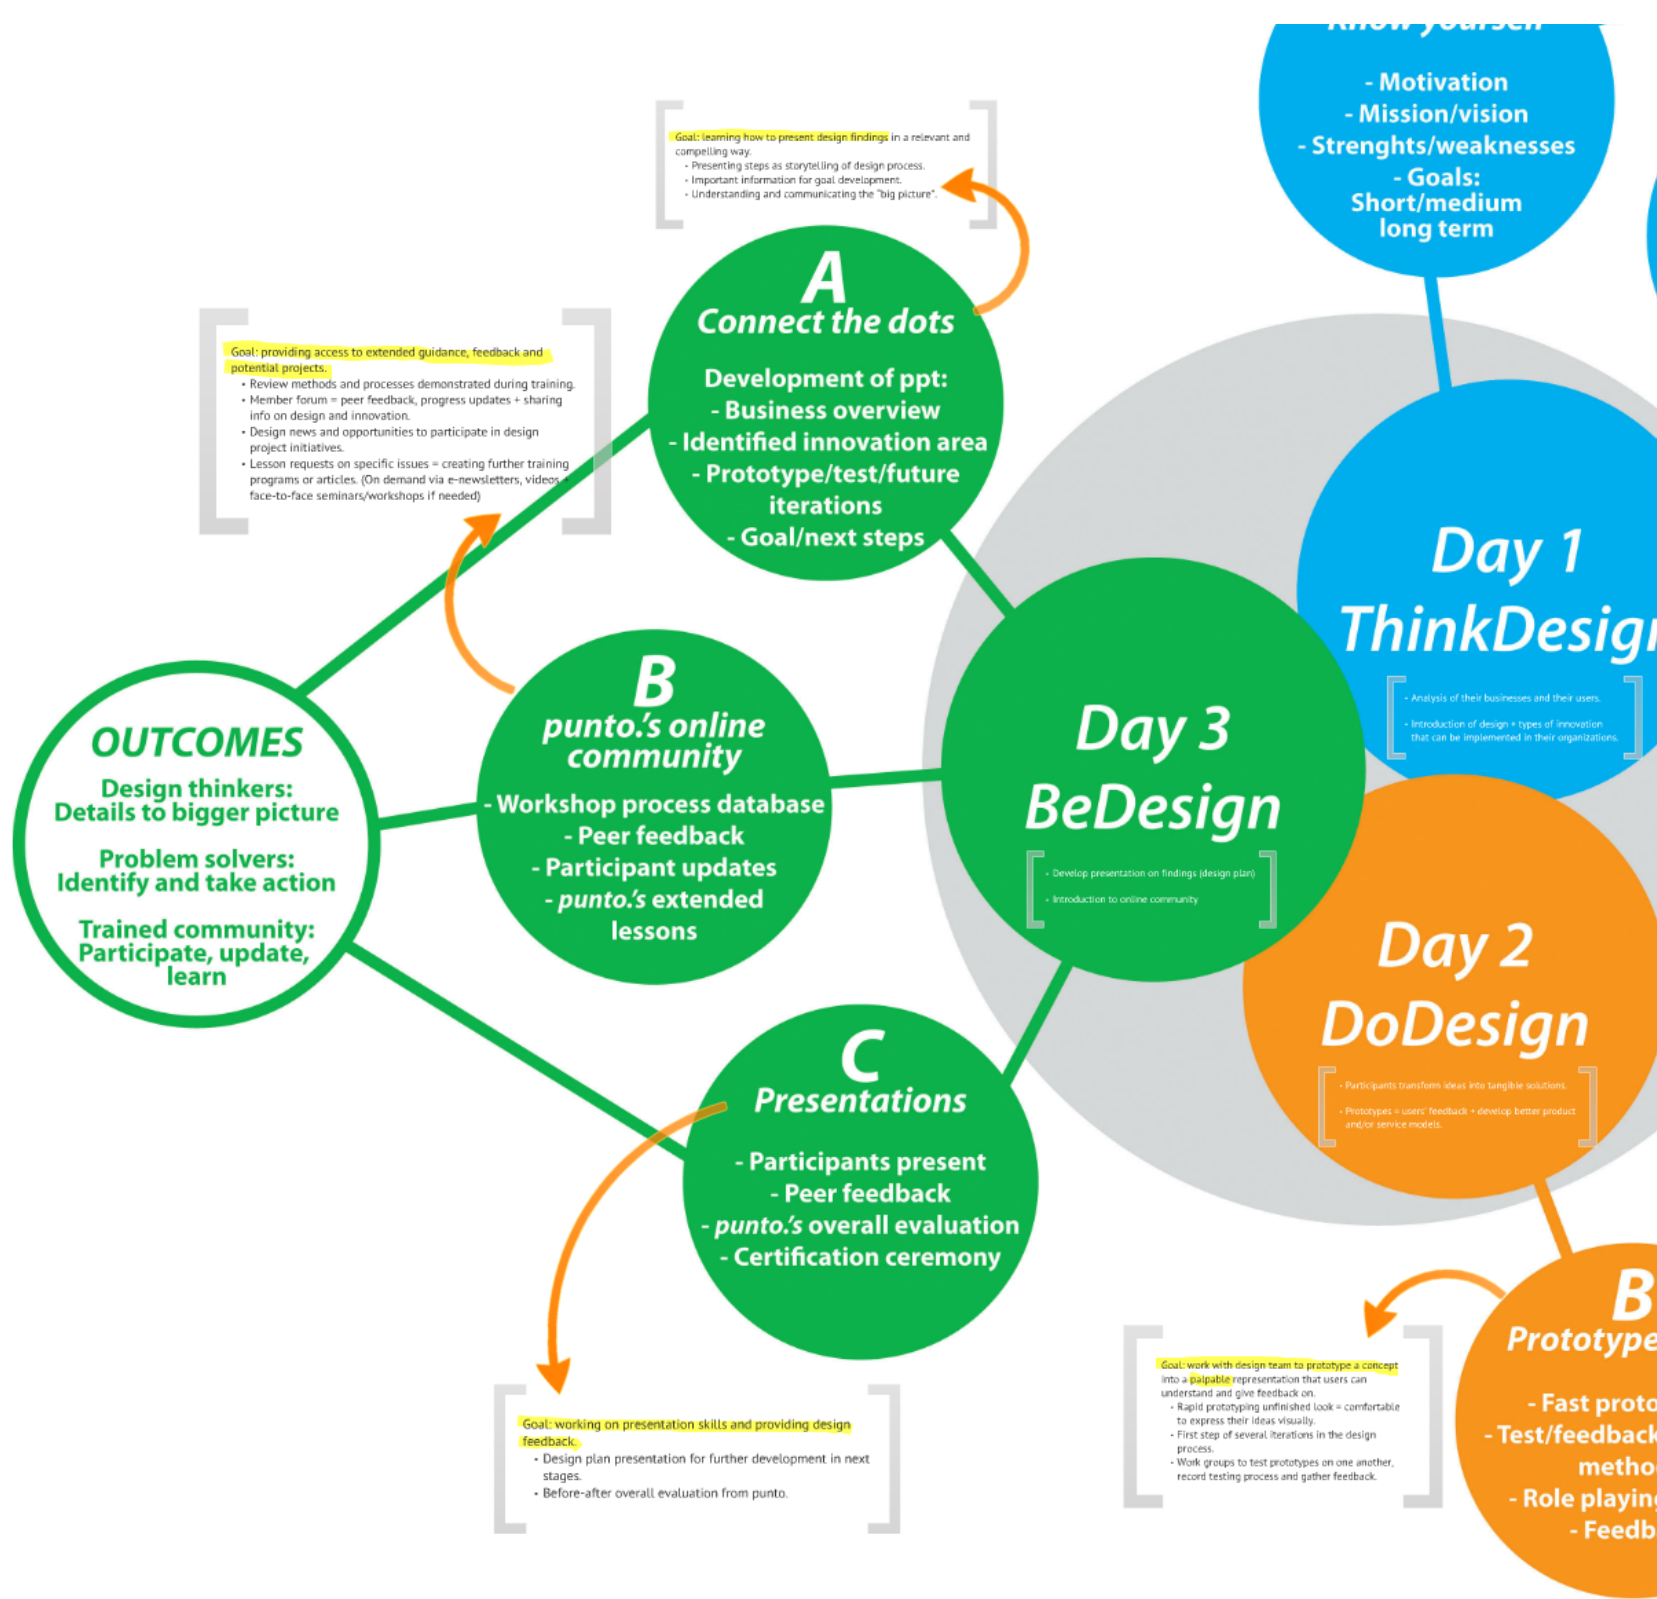 Know yourself
- Motivation
- Mission/vision
- Strenghts/weaknesses
- Goals:
Short/medium
long term
Goal: learning how to present design findings in a relevant and
compelling way.
• Presenting steps as storytelling of design process.
• Important information for goal development.
• Understanding and communicating the "big picture".
A
Connect the dots
Development of ppt:
- Business overview
- Identified innovation area
- Prototype/test/future
iterations
- Goal/next steps
Goal: providing access to extended guidance, feedback and
potential projects.
• Review methods and processes demonstrated during training.
• Member forum = peer feedback, progress updates + sharing
info on design and innovation.
• Design news and opportunities to participate in design
project initiatives.
• Lesson requests on specific issues = creating further training
programs or articles. (On demand via e-newsletters, videos +
face-to-face seminars/workshops if needed)
Day 1
ThinkDesign
• Analysis of their businesses and their users.
• Introduction of design + types of innovation
that can be implemented in their organizations.
B
punto.'s online
community
- Workshop process database
- Peer feedback
- Participant updates
- punto.'s extended
lessons
OUTCOMES
Design thinkers:
Details to bigger picture
Problem solvers:
Identify and take action
Trained community:
Participate, update,
learn
Day 3
BeDesign
• Develop presentation on findings (design plan)
• Introduction to online community
Day 2
DoDesign
• Participants transform ideas into tangible solutions.
• Prototypes = users' feedback + develop better product
and/or service models.
C
Presentations
- Participants present
- Peer feedback
- punto.'s overall evaluation
- Certification ceremony
Goal: working on presentation skills and providing design
feedback.
• Design plan presentation for further development in next
stages.
• Before-after overall evaluation from punto.
Goal: work with design team to prototype a concept
into a palpable representation that users can
understand and give feedback on.
• Rapid prototyping unfinished look = comfortable
to express their ideas visually.
• First step of several iterations in the design
process.
• Work groups to test prototypes on one another,
record testing process and gather feedback.
B
Prototype
- Fast proto
- Test/feedback
metho
- Role playing
- Feedb